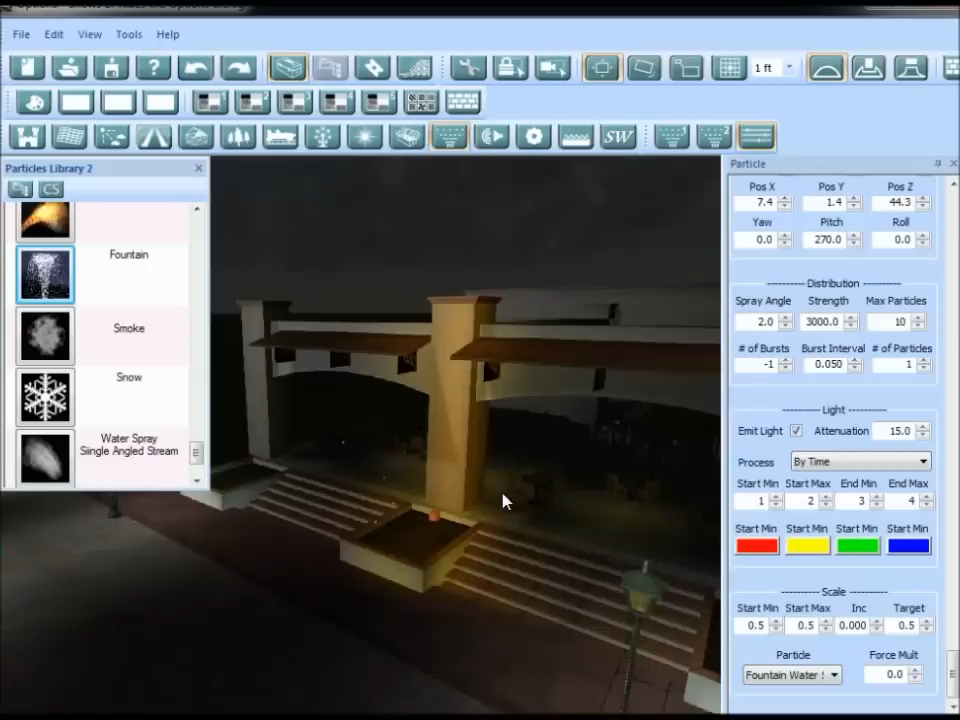 File Edit View Tools Help
1 ft
SW
Particles Library 2
CS
Fountain
Smoke
Snow
Water Spray
Single Angled Stream
Particle
Pos X Pos Y Pos Z
7.4 1.4 44.3
Yaw Pitch Roll
0.0 270.0 0.0
---------- Distribution ----------
Spray Angle Strength Max Particles
2.0 3000.0 10
# of Bursts Burst Interval # of Particles
-1 0.050 1
---------- Light ----------
Emit Light Attenuation 15.0
Process By Time
Start Min Start Max End Min End Max
1 2 3 4
Start Min Start Min Start Min Start Min
---------- Scale ----------
Start Min Start Max Inc Target
0.5 0.5 0.000 0.5
Particle Force Mult
Fountain Water 0.0